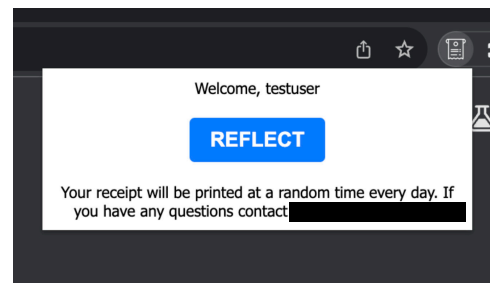 Welcome, testuser
REFLECT
Your receipt will be printed at a random time every day. If
you have any questions contact